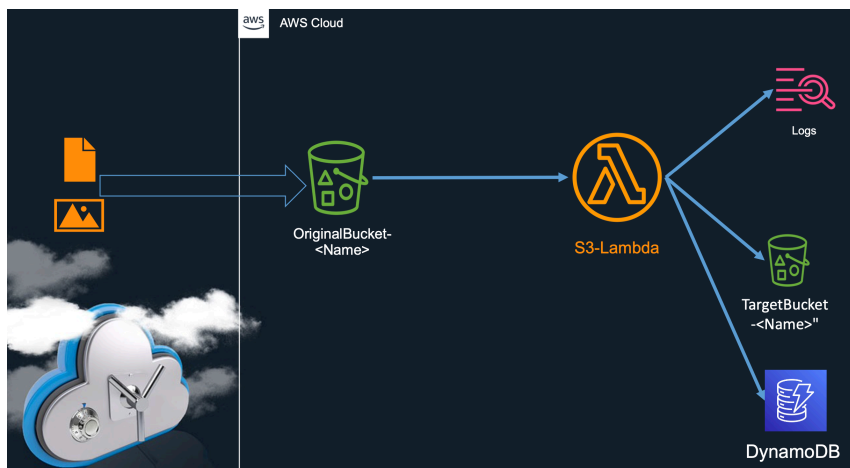 aws
AWS Cloud
Logs
OriginalBucket-
<Name>
S3-Lambda
TargetBucket
-<Name>"
DynamoDB